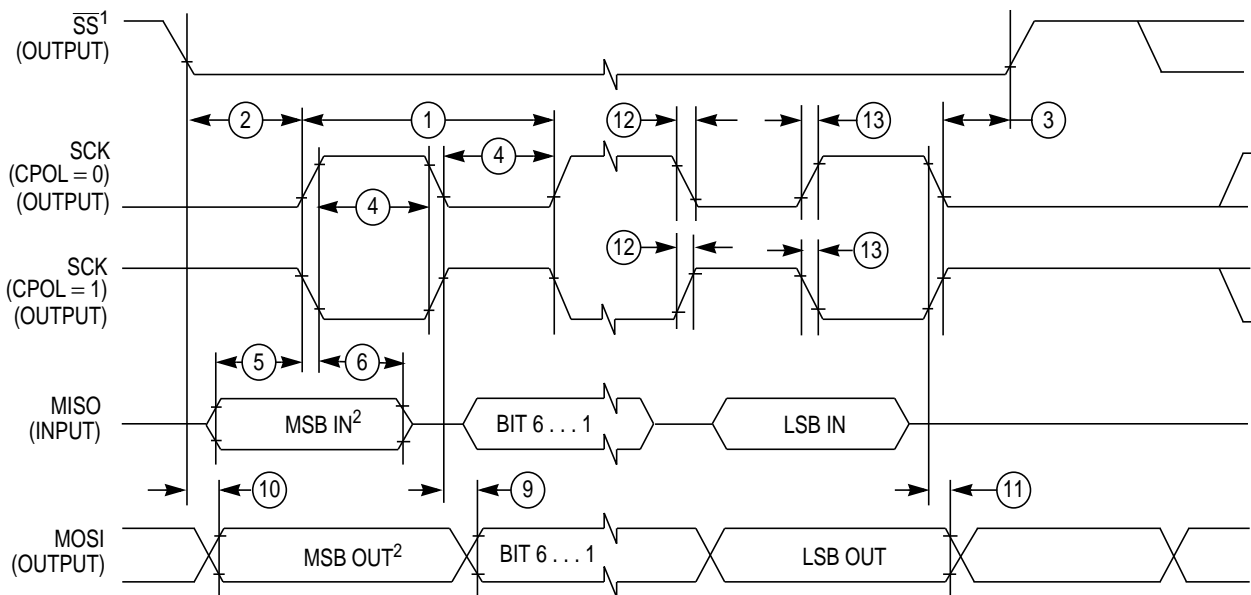 SS¹
(OUTPUT)
2
1
12
13
3
SCK
(CPOL = 0)
(OUTPUT)
4
4
SCK
(CPOL = 1)
(OUTPUT)
12
13
5
6
MISO
(INPUT)
MSB IN²
BIT 6 . . . 1
LSB IN
10
9
11
MOSI
(OUTPUT)
MSB OUT²
BIT 6 . . . 1
LSB OUT